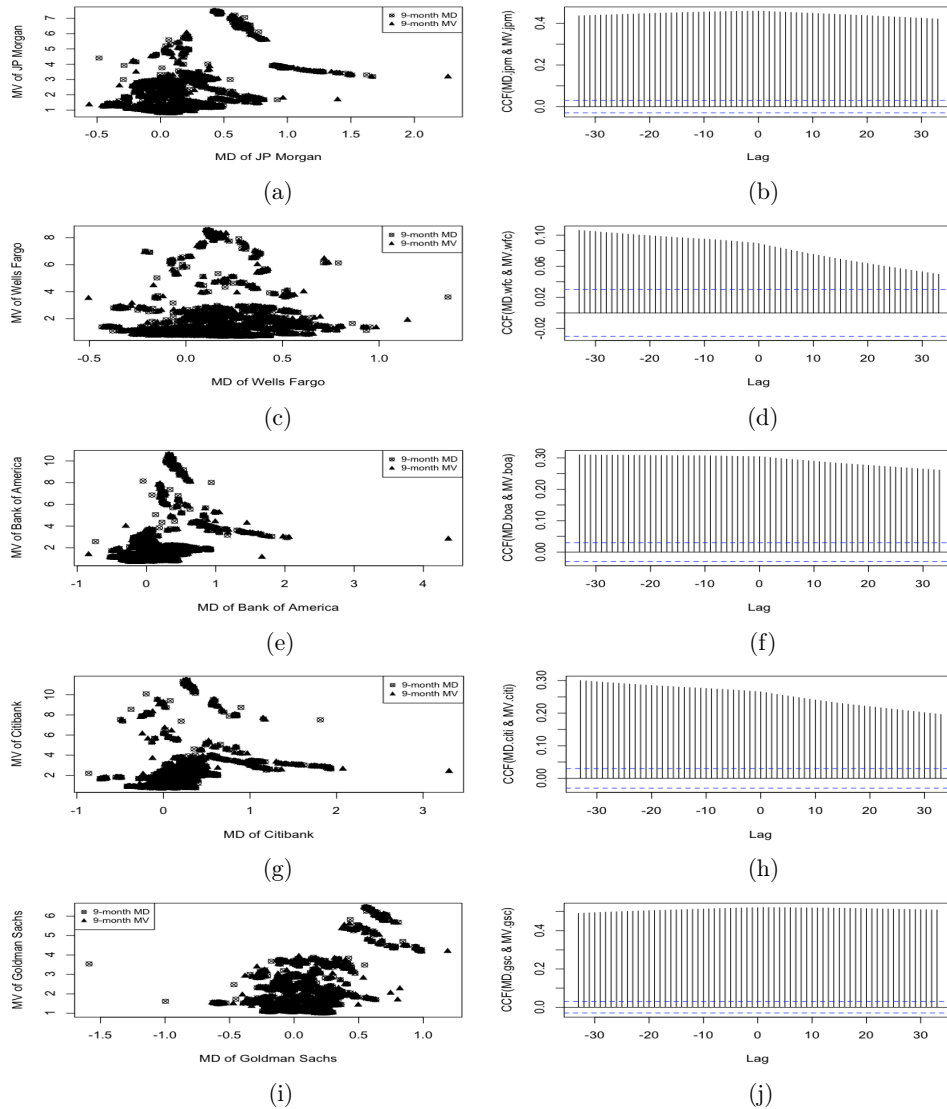 MV of JP Morgan
7
6
5
4
3
2
1
9-month MD
9-month MV
-0.5
0.0
0.5
1.0
1.5
2.0
MD of JP Morgan
(a)
CCF(MD.jpm & MV.jpm)
0.4
0.2
0.0
-30
-20
-10
0
10
20
30
Lag
(b)
MV of Wells Fargo
8
6
4
2
9-month MD
9-month MV
-0.5
0.0
0.5
1.0
MD of Wells Fargo
(c)
CCF(MD.wfc & MV.wfc)
0.10
0.06
0.02
-0.02
-30
-20
-10
0
10
20
30
Lag
(d)
MV of Bank of America
10
8
6
4
2
9-month MD
9-month MV
-1
0
1
2
3
4
MD of Bank of America
(e)
CCF(MD.boa & MV.boa)
0.30
0.20
0.10
0.00
-30
-20
-10
0
10
20
30
Lag
(f)
MV of Citibank
10
8
6
4
2
9-month MD
9-month MV
-1
0
1
2
3
MD of Citibank
(g)
CCF(MD.citi & MV.citi)
0.30
0.20
0.10
0.00
-30
-20
-10
0
10
20
30
Lag
(h)
MV of Goldman Sachs
6
5
4
3
2
1
9-month MD
9-month MV
-1.5
-1.0
-0.5
0.0
0.5
1.0
MD of Goldman Sachs
(i)
CCF(MD.gsc & MV.gsc)
0.4
0.2
0.0
-30
-20
-10
0
10
20
30
Lag
(j)